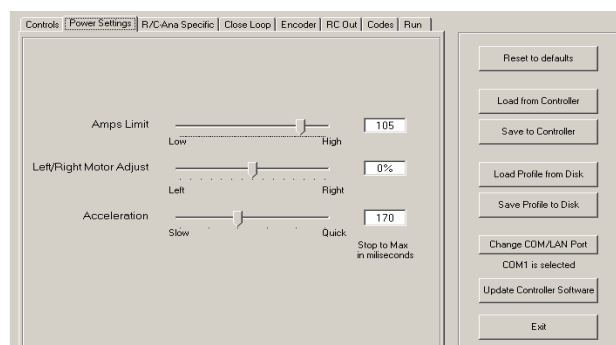 Controls Power Settings R/C-Ana Specific Close Loop Encoder RC Out Codes Run
Amps Limit
Low High
105
Left/Right Motor Adjust
Left Right
0%
Acceleration
Slow Quick
170
Stop to Max
in miliseconds
Reset to defaults
Load from Controller
Save to Controller
Load Profile from Disk
Save Profile to Disk
Change COM/LAN Port
COM1 is selected
Update Controller Software
Exit